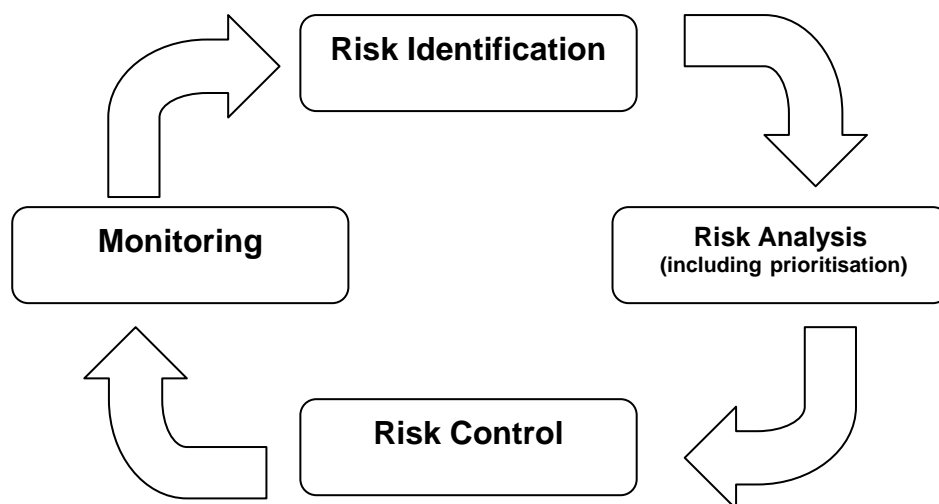 Risk Identification
Monitoring
Risk Analysis
(including prioritisation)
Risk Control